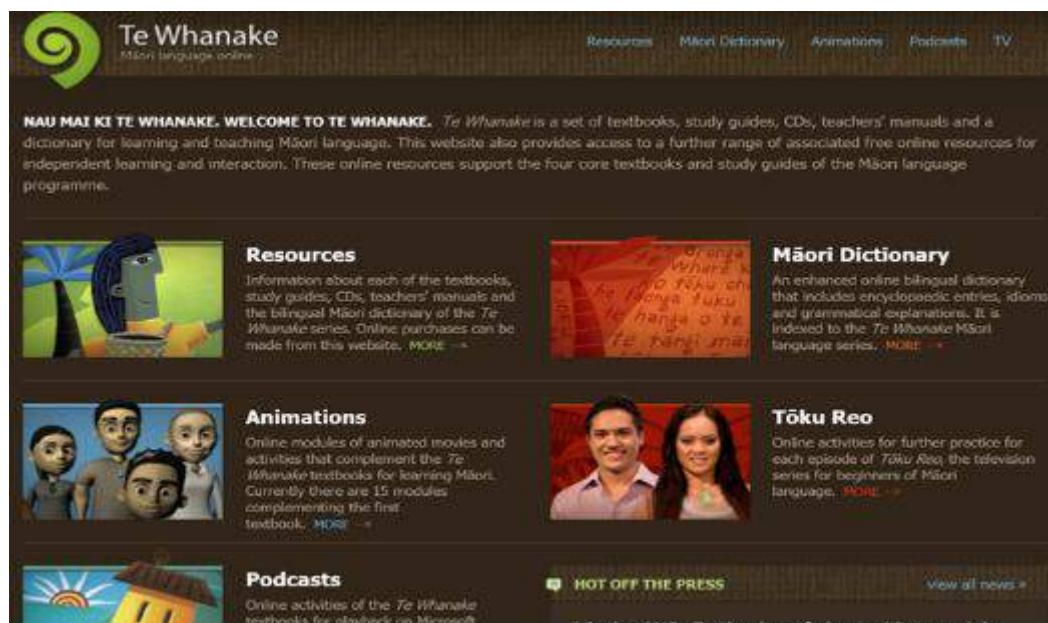 Te Whanake
Māori language online
Resources Māori Dictionary Animations Podcasts TV
NAU MAI KI TE WHANAKE. WELCOME TO TE WHANAKE. Te Whanake is a set of textbooks, study guides, CDs, teachers' manuals and a
dictionary for learning and teaching Māori language. This website also provides access to a further range of associated free online resources for
independent learning and interaction. These online resources support the four core textbooks and study guides of the Māori language
programme.
Resources
Information about each of the textbooks,
study guides, CDs, teachers' manuals and
the bilingual Māori dictionary of the Te
Whanake series. Online purchases can be
made from this website. MORE →
Māori Dictionary
An enhanced online bilingual dictionary
that includes encyclopaedic entries, idioms
and grammatical explanations. It is
indexed to the Te Whanake Māori
language series. MORE →
Animations
Online modules of animated movies and
activities that complement the Te
Whanake textbooks for learning Māori.
Currently there are 15 modules
complementing the first
textbook. MORE →
Tōku Reo
Online activities for further practice for
each episode of Tōku Reo, the television
series for beginners of Māori
language. MORE →
Podcasts
Online activities of the Te Whanake
textbooks for playback on Microsoft
HOT OFF THE PRESS view all news »